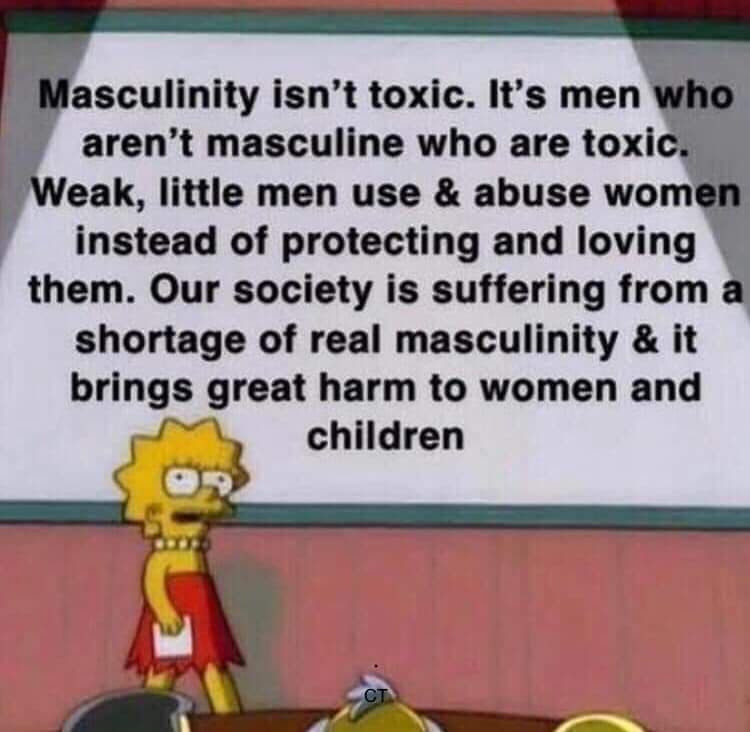 Masculinity isn't toxic. It's men who
aren't masculine who are toxic.
Weak, little men use & abuse women
instead of protecting and loving
them. Our society is suffering from a
shortage of real masculinity & it
brings great harm to women and
children
CT